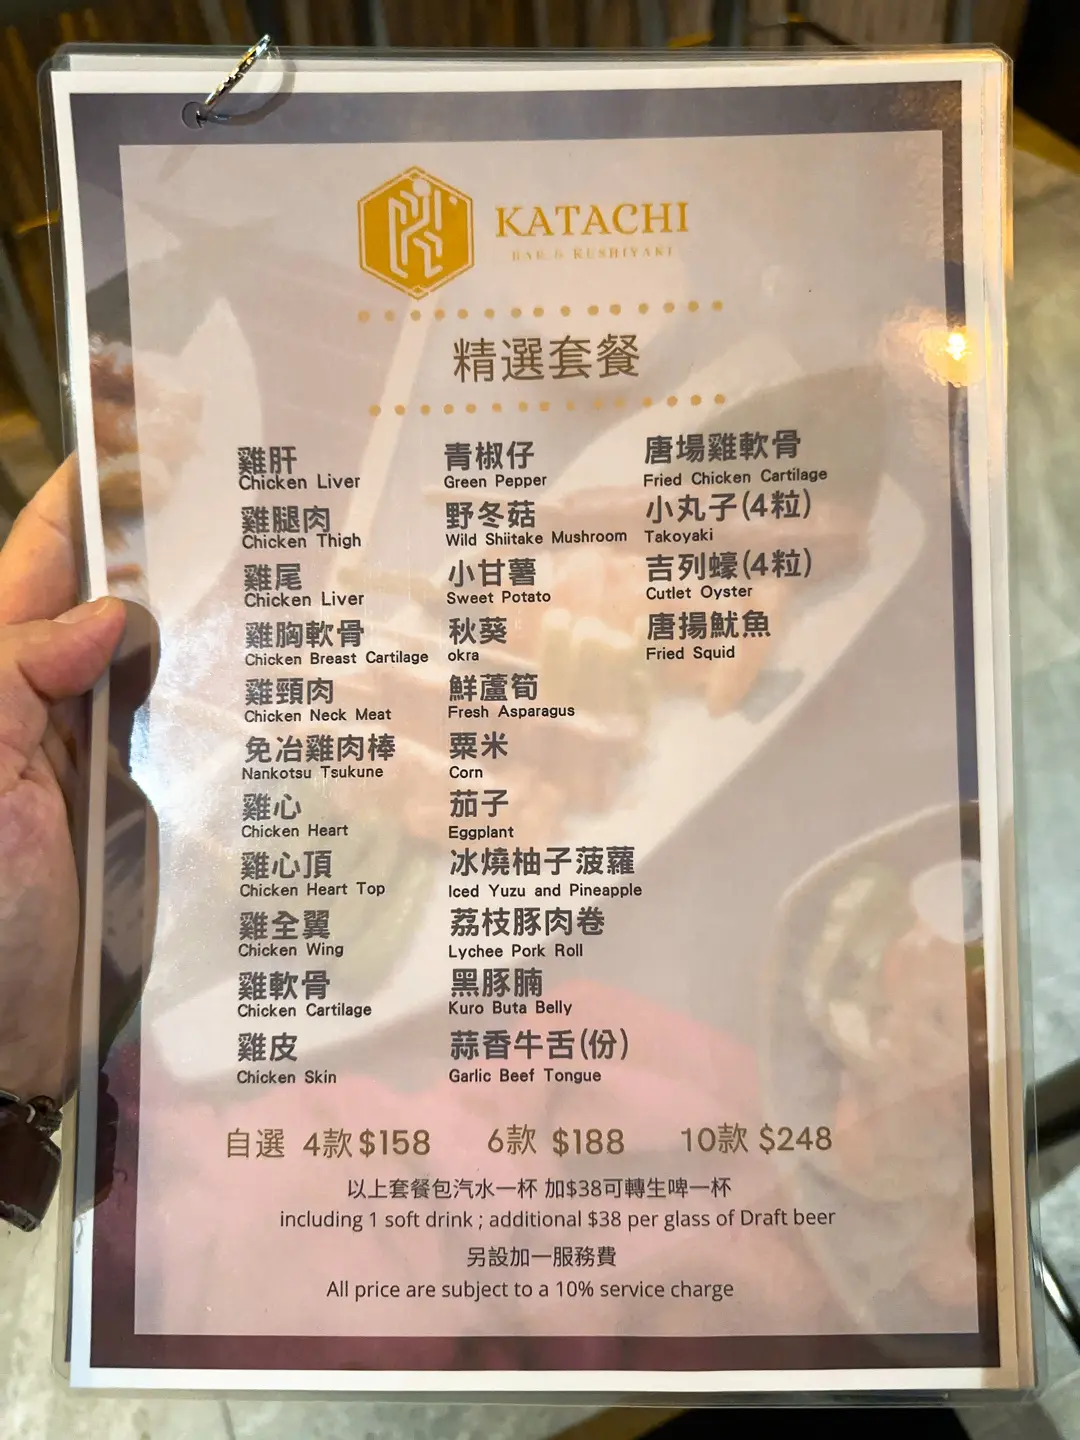 KATACHI
BAR & KUSHIYAKI
精選套餐
雞肝
Chicken Liver
雞腿肉
Chicken Thigh
雞尾
Chicken Liver
雞胸軟骨
Chicken Breast Cartilage
雞頸肉
Chicken Neck Meat
免冶雞肉棒
Nankotsu Tsukune
雞心
Chicken Heart
雞心頂
Chicken Heart Top
雞全翼
Chicken Wing
雞軟骨
Chicken Cartilage
雞皮
Chicken Skin
青椒仔
Green Pepper
野冬菇
Wild Shiitake Mushroom
小甘薯
Sweet Potato
秋葵
okra
鮮蘆筍
Fresh Asparagus
粟米
Corn
茄子
Eggplant
冰燒柚子菠蘿
Iced Yuzu and Pineapple
荔枝豚肉卷
Lychee Pork Roll
黑豚腩
Kuro Buta Belly
蒜香牛舌(份)
Garlic Beef Tongue
唐場雞軟骨
Fried Chicken Cartilage
小丸子(4粒)
Takoyaki
吉列蠔(4粒)
Cutlet Oyster
唐揚魷魚
Fried Squid
自選 4款 $158 6款 $188 10款 $248
以上套餐包汽水一杯 加$38可轉生啤一杯
including 1 soft drink ; additional $38 per glass of Draft beer
另設加一服務費
All price are subject to a 10% service charge